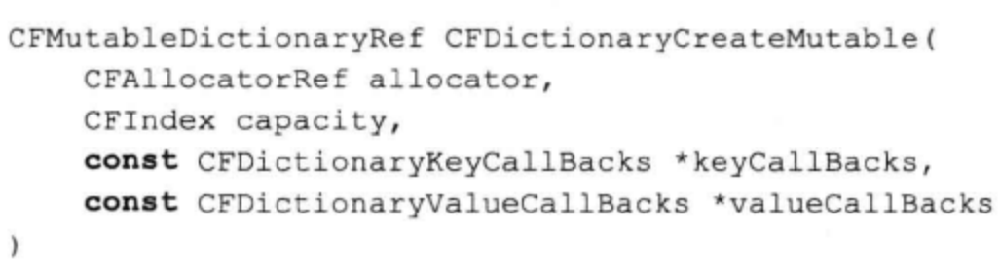 CFMutableDictionaryRef CFDictionaryCreateMutable(
    CFAllocatorRef allocator,
    CFIndex capacity,
    const CFDictionaryKeyCallBacks *keyCallBacks,
    const CFDictionaryValueCallBacks *valueCallBacks
)